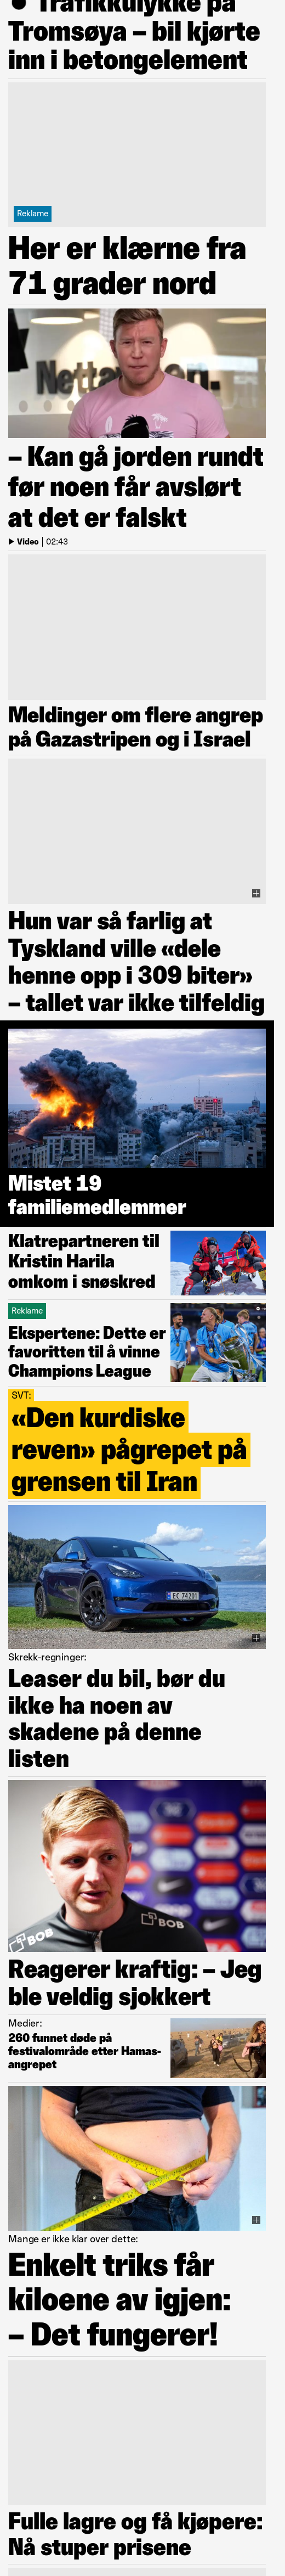 Trafikkulykke på
Tromsøya – bil kjørte
inn i betongelement
Reklame
Her er klærne fra
71 grader nord
– Kan gå jorden rundt
før noen får avslørt
at det er falskt
Video | 02:43
Meldinger om flere angrep
på Gazastripen og i Israel
Hun var så farlig at
Tyskland ville «dele
henne opp i 309 biter»
– tallet var ikke tilfeldig
Mistet 19
familiemedlemmer
Klatrepartneren til
Kristin Harila
omkom i snøskred
Reklame
Ekspertene: Dette er
favoritten til å vinne
Champions League
SVT:
«Den kurdiske
reven» pågrepet på
grensen til Iran
Skrekk-regninger:
Leaser du bil, bør du
ikke ha noen av
skadene på denne
listen
BOB
BOB
Reagerer kraftig: – Jeg
ble veldig sjokkert
Medier:
260 funnet døde på
festivalområde etter Hamas-
angrepet
Mange er ikke klar over dette:
Enkelt triks får
kiloene av igjen:
– Det fungerer!
Fulle lagre og få kjøpere:
Nå stuper prisene